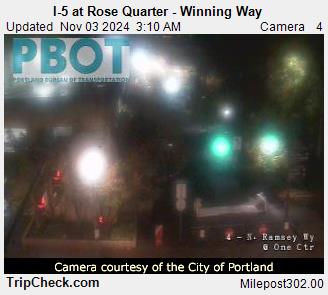 I-5 at Rose Quarter - Winning Way
Updated Nov 03 2024 3:10 AM Camera 4
PBOT
PORTLAND BUREAU OF TRANSPORTATION
4 - N. Ramsey Wy
@ One Ctr
Camera courtesy of the City of Portland
TripCheck.com Milepost302.00